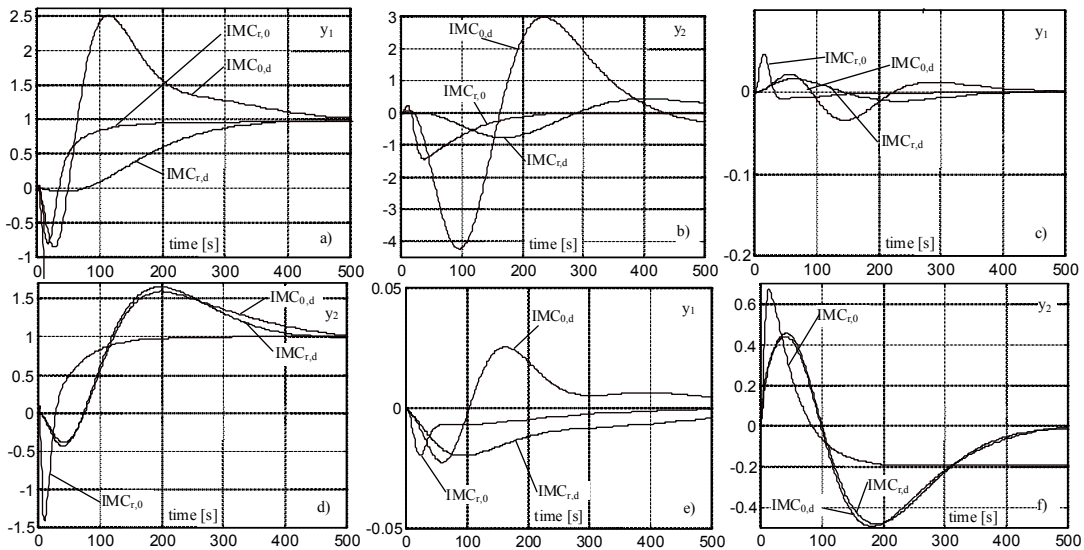 2.5
2
1.5
1
0.5
0
-0.5
-1
y1
IMCr,0
IMC0,d
IMCr,d
time [s]
a)
0 100 200 300 400 500
3
2
1
0
-1
-2
-3
-4
y2
IMC0,d
IMCr,0
IMCr,d
time [s]
b)
0 100 200 300 400 500
0
-0.1
-0.2
y1
IMCr,0
IMC0,d
IMCr,d
time [s]
c)
0 100 200 300 400 500
1.5
1
0.5
0
-0.5
-1
-1.5
IMC0,d
y2
IMCr,d
IMCr,0
time [s]
d)
0 100 200 300 400 500
0.05
0
-0.05
y1
IMC0,d
IMCr,0
IMCr,d
time [s]
e)
0 100 200 300 400 500
0.6
0.4
0.2
0
-0.2
-0.4
y2
IMCr,0
IMCr,d
IMC0,d
time [s]
f)
0 100 200 300 400 500